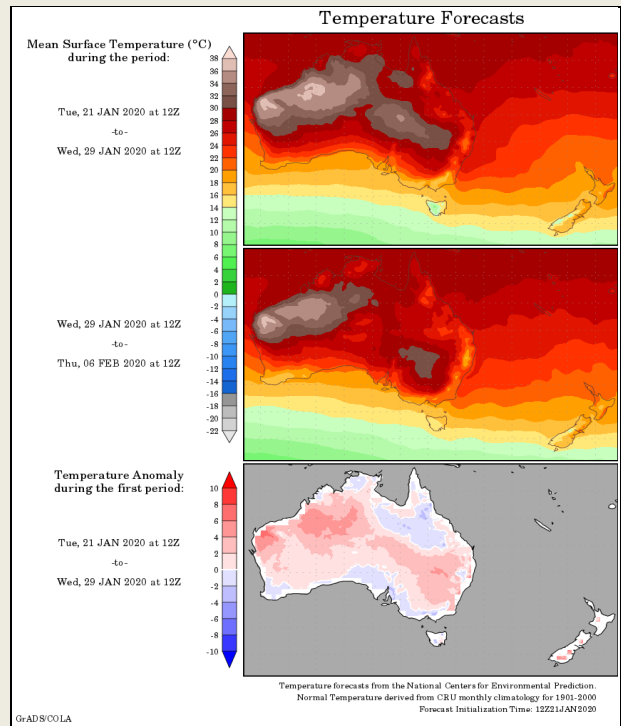 Temperature Forecasts
Mean Surface Temperature (°C)
during the period:
Tue, 21 JAN 2020 at 12Z
-to-
Wed, 29 JAN 2020 at 12Z
38
36
34
32
30
28
26
24
22
20
18
16
14
12
10
8
6
4
2
0
-2
-4
-6
-8
-10
-12
-14
-16
-18
-20
-22
Wed, 29 JAN 2020 at 12Z
-to-
Thu, 06 FEB 2020 at 12Z
Temperature Anomaly
during the first period:
Tue, 21 JAN 2020 at 12Z
-to-
Wed, 29 JAN 2020 at 12Z
10
8
6
4
2
0
-2
-4
-6
-8
-10
Temperature forecasts from the National Centers for Environmental Prediction.
Normal Temperature derived from CRU monthly climatology for 1901-2000
Forecast Initialization Time: 12Z21JAN2020
GrADS/COLA